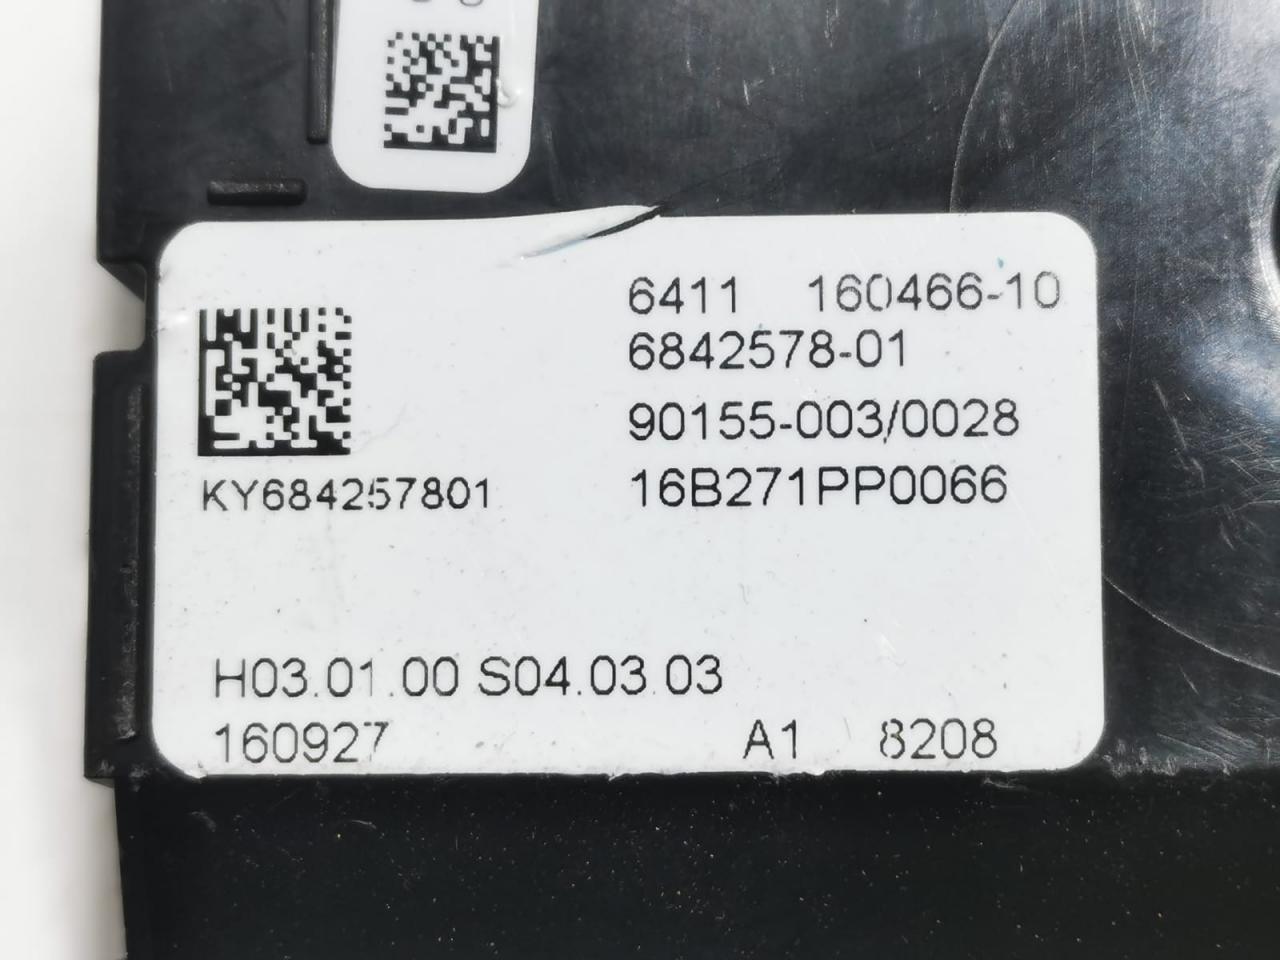 6411 160466-10
6842578-01
90155-003/0028
KY684257801 16B271PP0066
H03.01.00 S04.03.03
160927 A1 8208